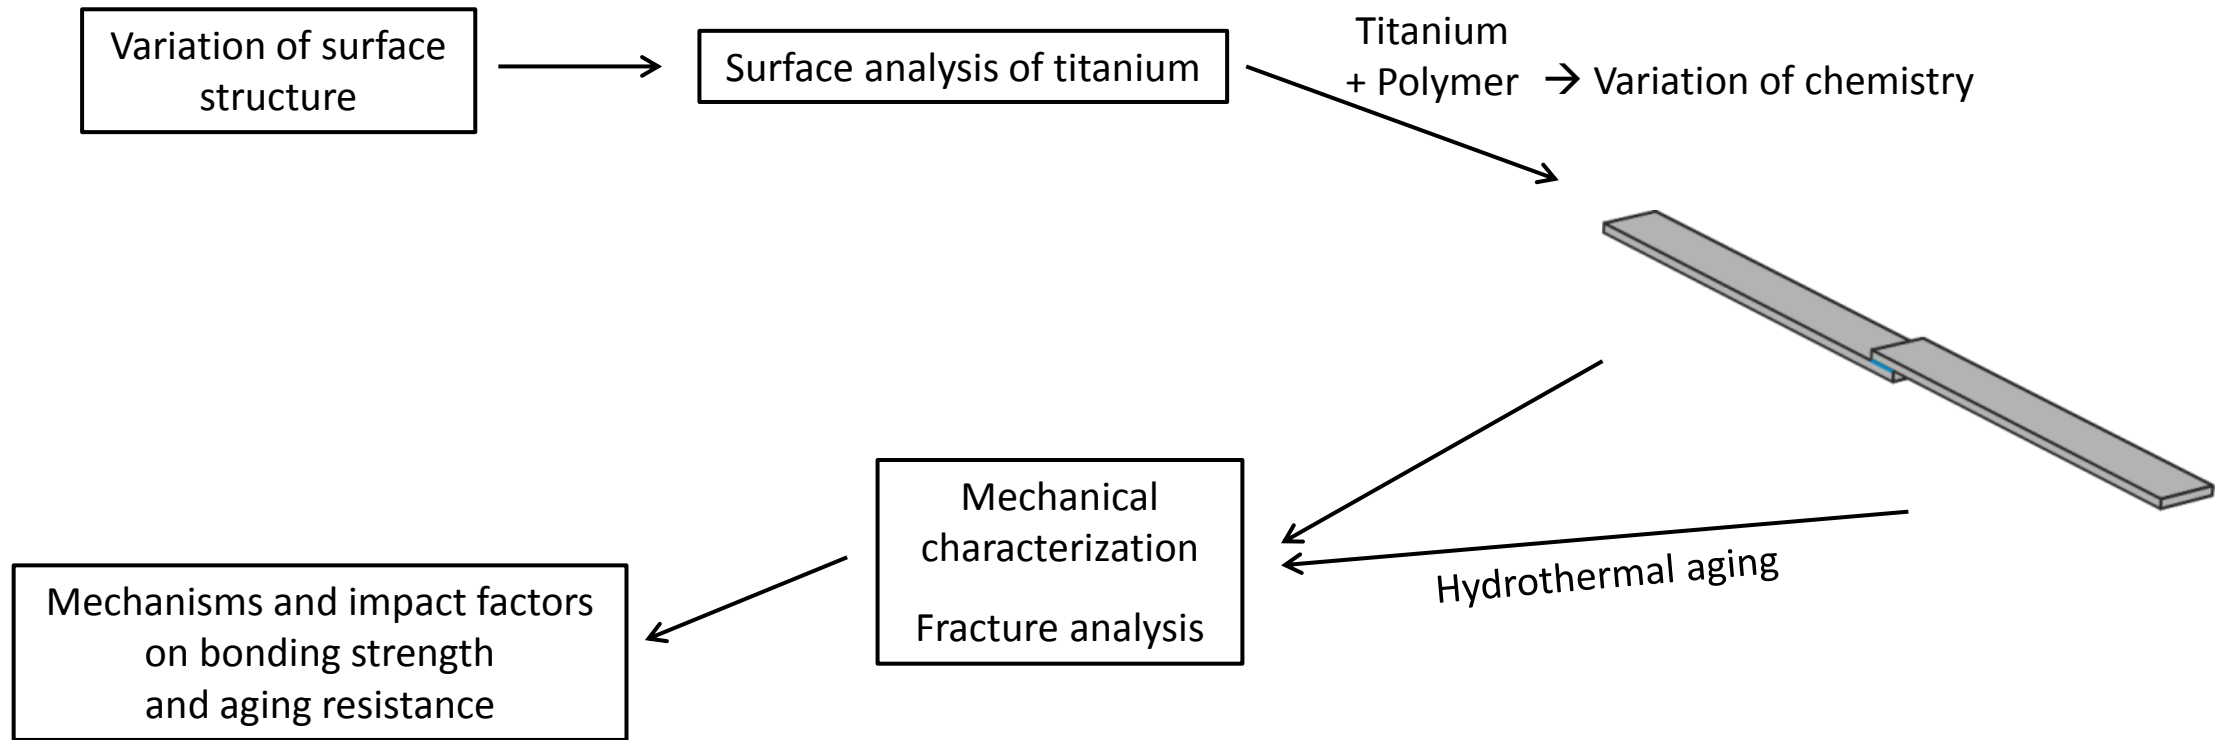 Variation of surface
structure
Surface analysis of titanium
Titanium
+ Polymer → Variation of chemistry
Mechanical
characterization
Fracture analysis
Hydrothermal aging
Mechanisms and impact factors
on bonding strength
and aging resistance